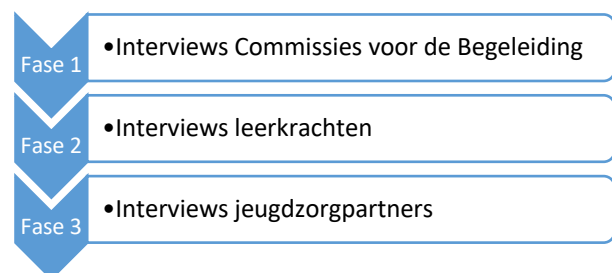 Fase 1
•Interviews Commissies voor de Begeleiding
Fase 2
•Interviews leerkrachten
Fase 3
•Interviews jeugdzorgpartners